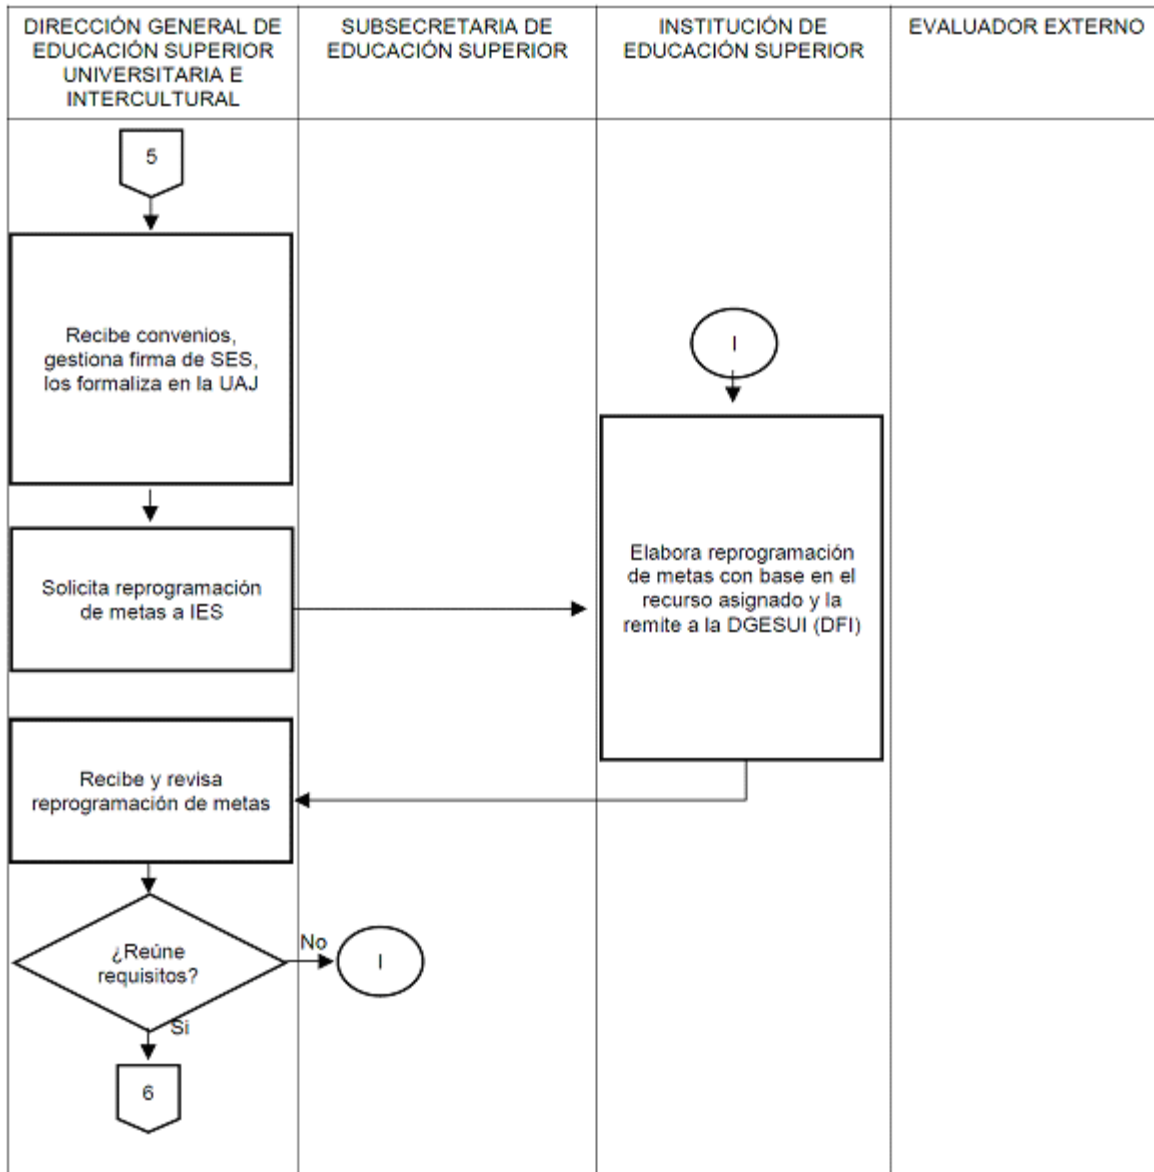 DIRECCIÓN GENERAL DE
EDUCACIÓN SUPERIOR
UNIVERSITARIA E
INTERCULTURAL
SUBSECRETARIA DE
EDUCACIÓN SUPERIOR
INSTITUCIÓN DE
EDUCACIÓN SUPERIOR
EVALUADOR EXTERNO
5
Recibe convenios,
gestiona firma de SES,
los formaliza en la UAJ
I
Solicita reprogramación
de metas a IES
Elabora reprogramación
de metas con base en el
recurso asignado y la
remite a la DGESUI (DFI)
Recibe y revisa
reprogramación de metas
¿Reúne
requisitos?
No
I
Si
6